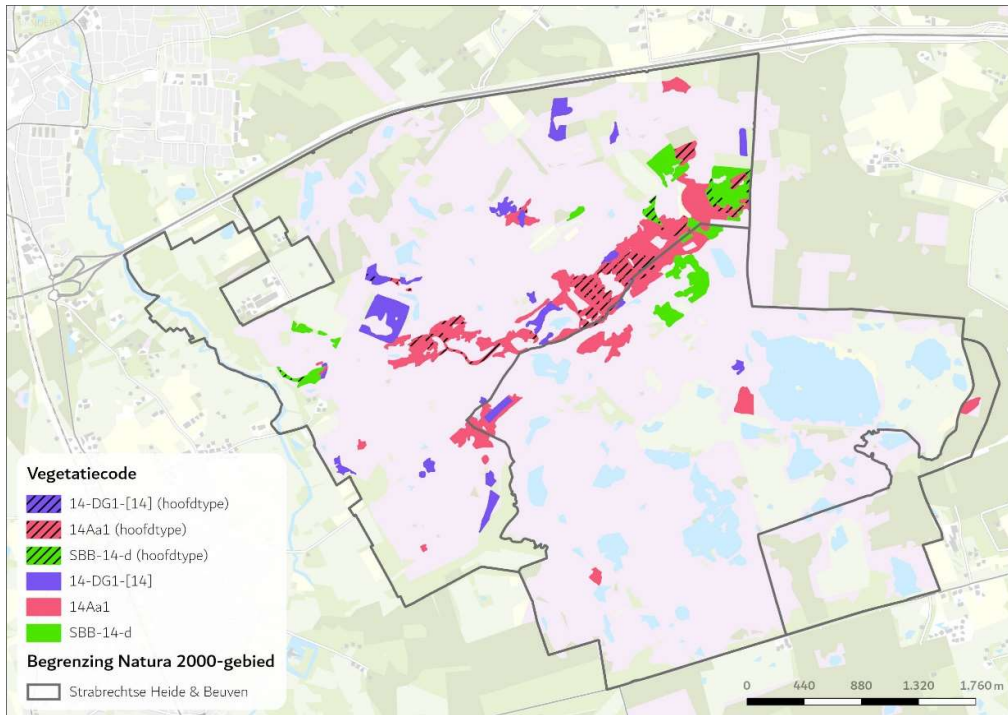 Vegetatiecode
14-DG1-[14] (hoofdtype)
14Aa1 (hoofdtype)
SBB-14-d (hoofdtype)
14-DG1-[14]
14Aa1
SBB-14-d
Begrenzing Natura 2000-gebied
Strabrechtse Heide & Beuven
0 440 880 1.320 1.760 m